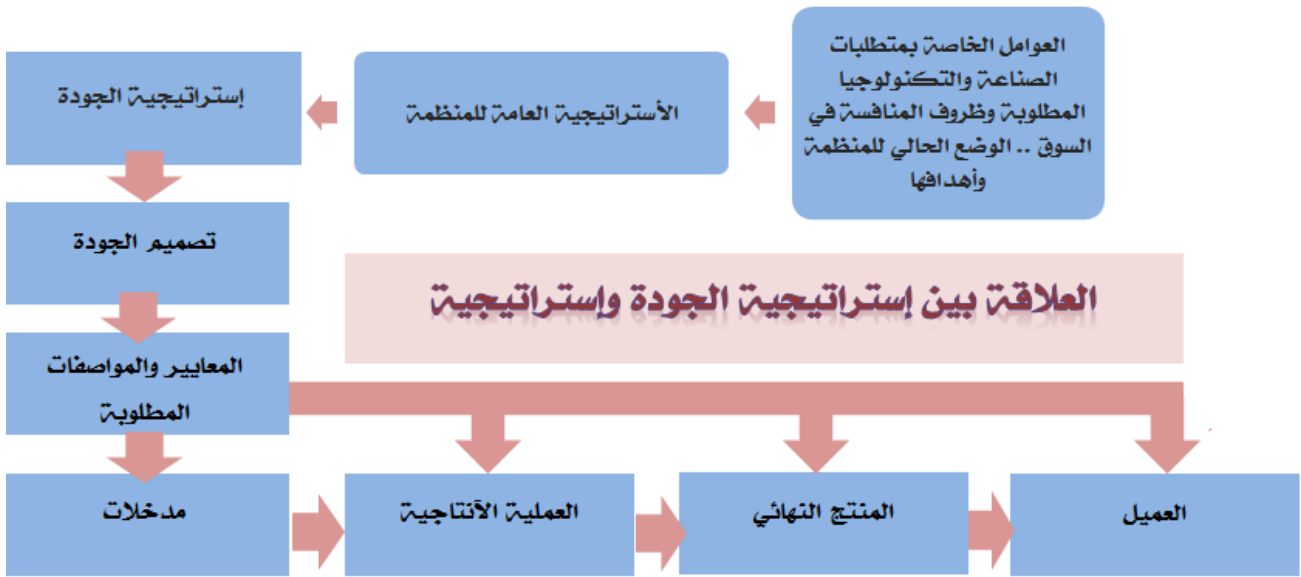 العوامل الخاصة بمتطلبات
الصناعة والتكنولوجيا
المطلوبة وظروف المنافسة في
السوق .. الوضع الحالي للمنظمة
وأهدافها
الأستراتيجية العامة للمنظمة
إستراتيجية الجودة
تصميم الجودة
العلاقة بين إستراتيجية الجودة وإستراتيجية
المعايير والمواصفات
المطلوبة
مدخلات
العملية الآنتاجية
المنتج النهائي
العميل